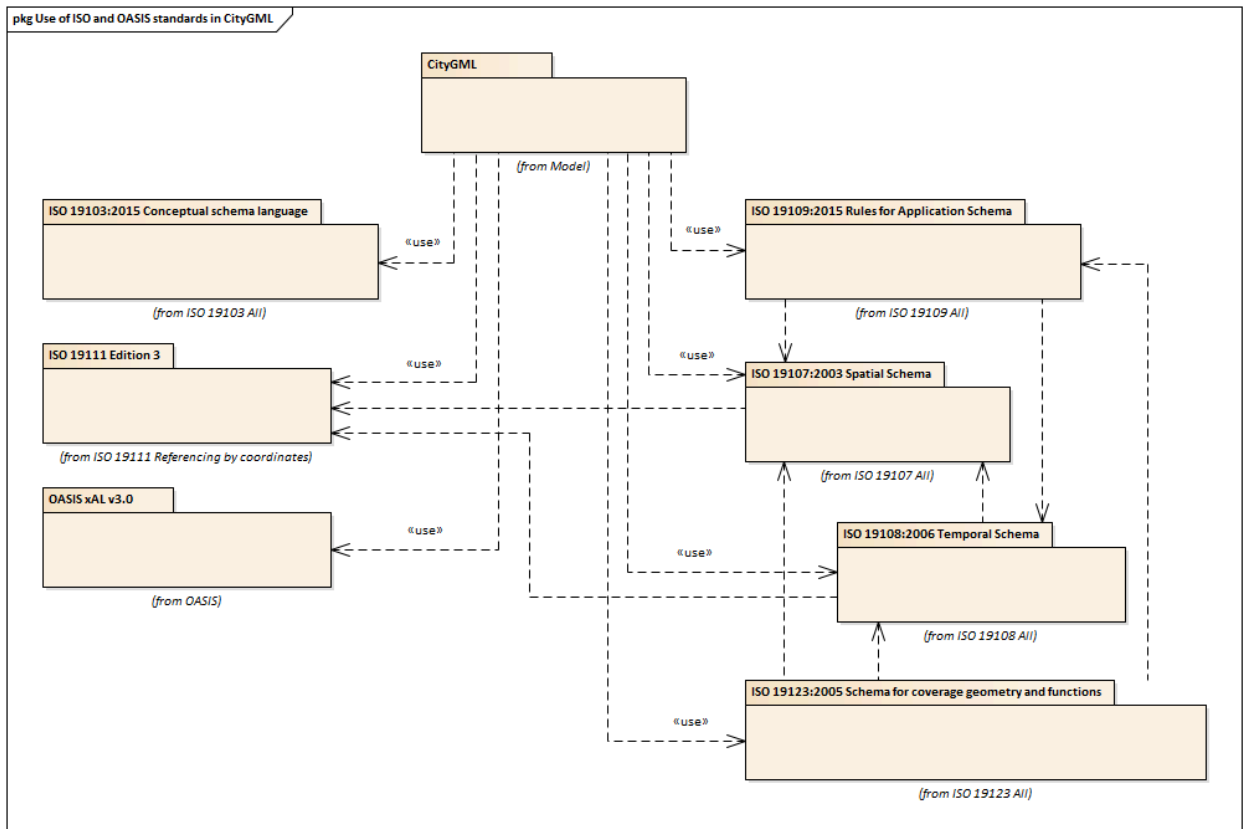 pkg Use of ISO and OASIS standards in CityGML
CityGML
(from Model)
ISO 19103:2015 Conceptual schema language
«use»
(from ISO 19103 All)
ISO 19109:2015 Rules for Application Schema
«use»
(from ISO 19109 All)
ISO 19111 Edition 3
«use»
(from ISO 19111 Referencing by coordinates)
«use»
ISO 19107:2003 Spatial Schema
(from ISO 19107 All)
OASIS xAL v3.0
«use»
(from OASIS)
ISO 19108:2006 Temporal Schema
«use»
(from ISO 19108 All)
ISO 19123:2005 Schema for coverage geometry and functions
«use»
(from ISO 19123 All)